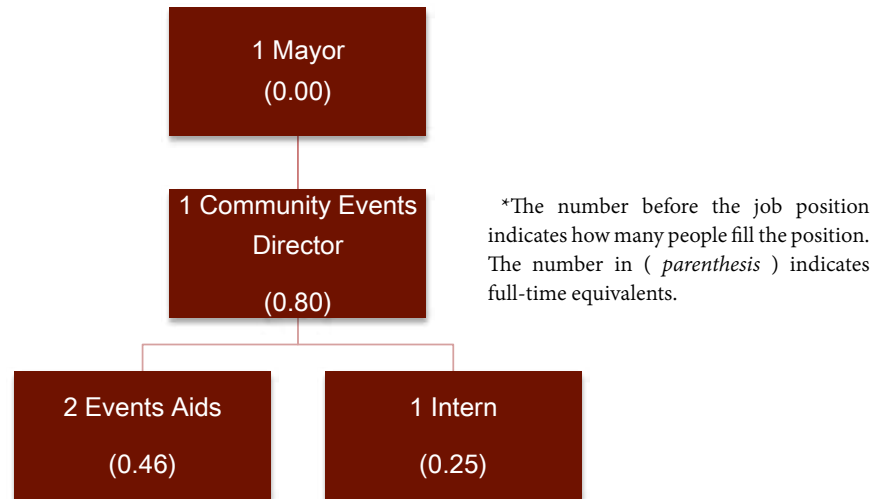 1 Mayor
(0.00)
1 Community Events
Director
(0.80)
*The number before the job position
indicates how many people fill the position.
The number in ( parenthesis ) indicates
full-time equivalents.
2 Events Aids
(0.46)
1 Intern
(0.25)